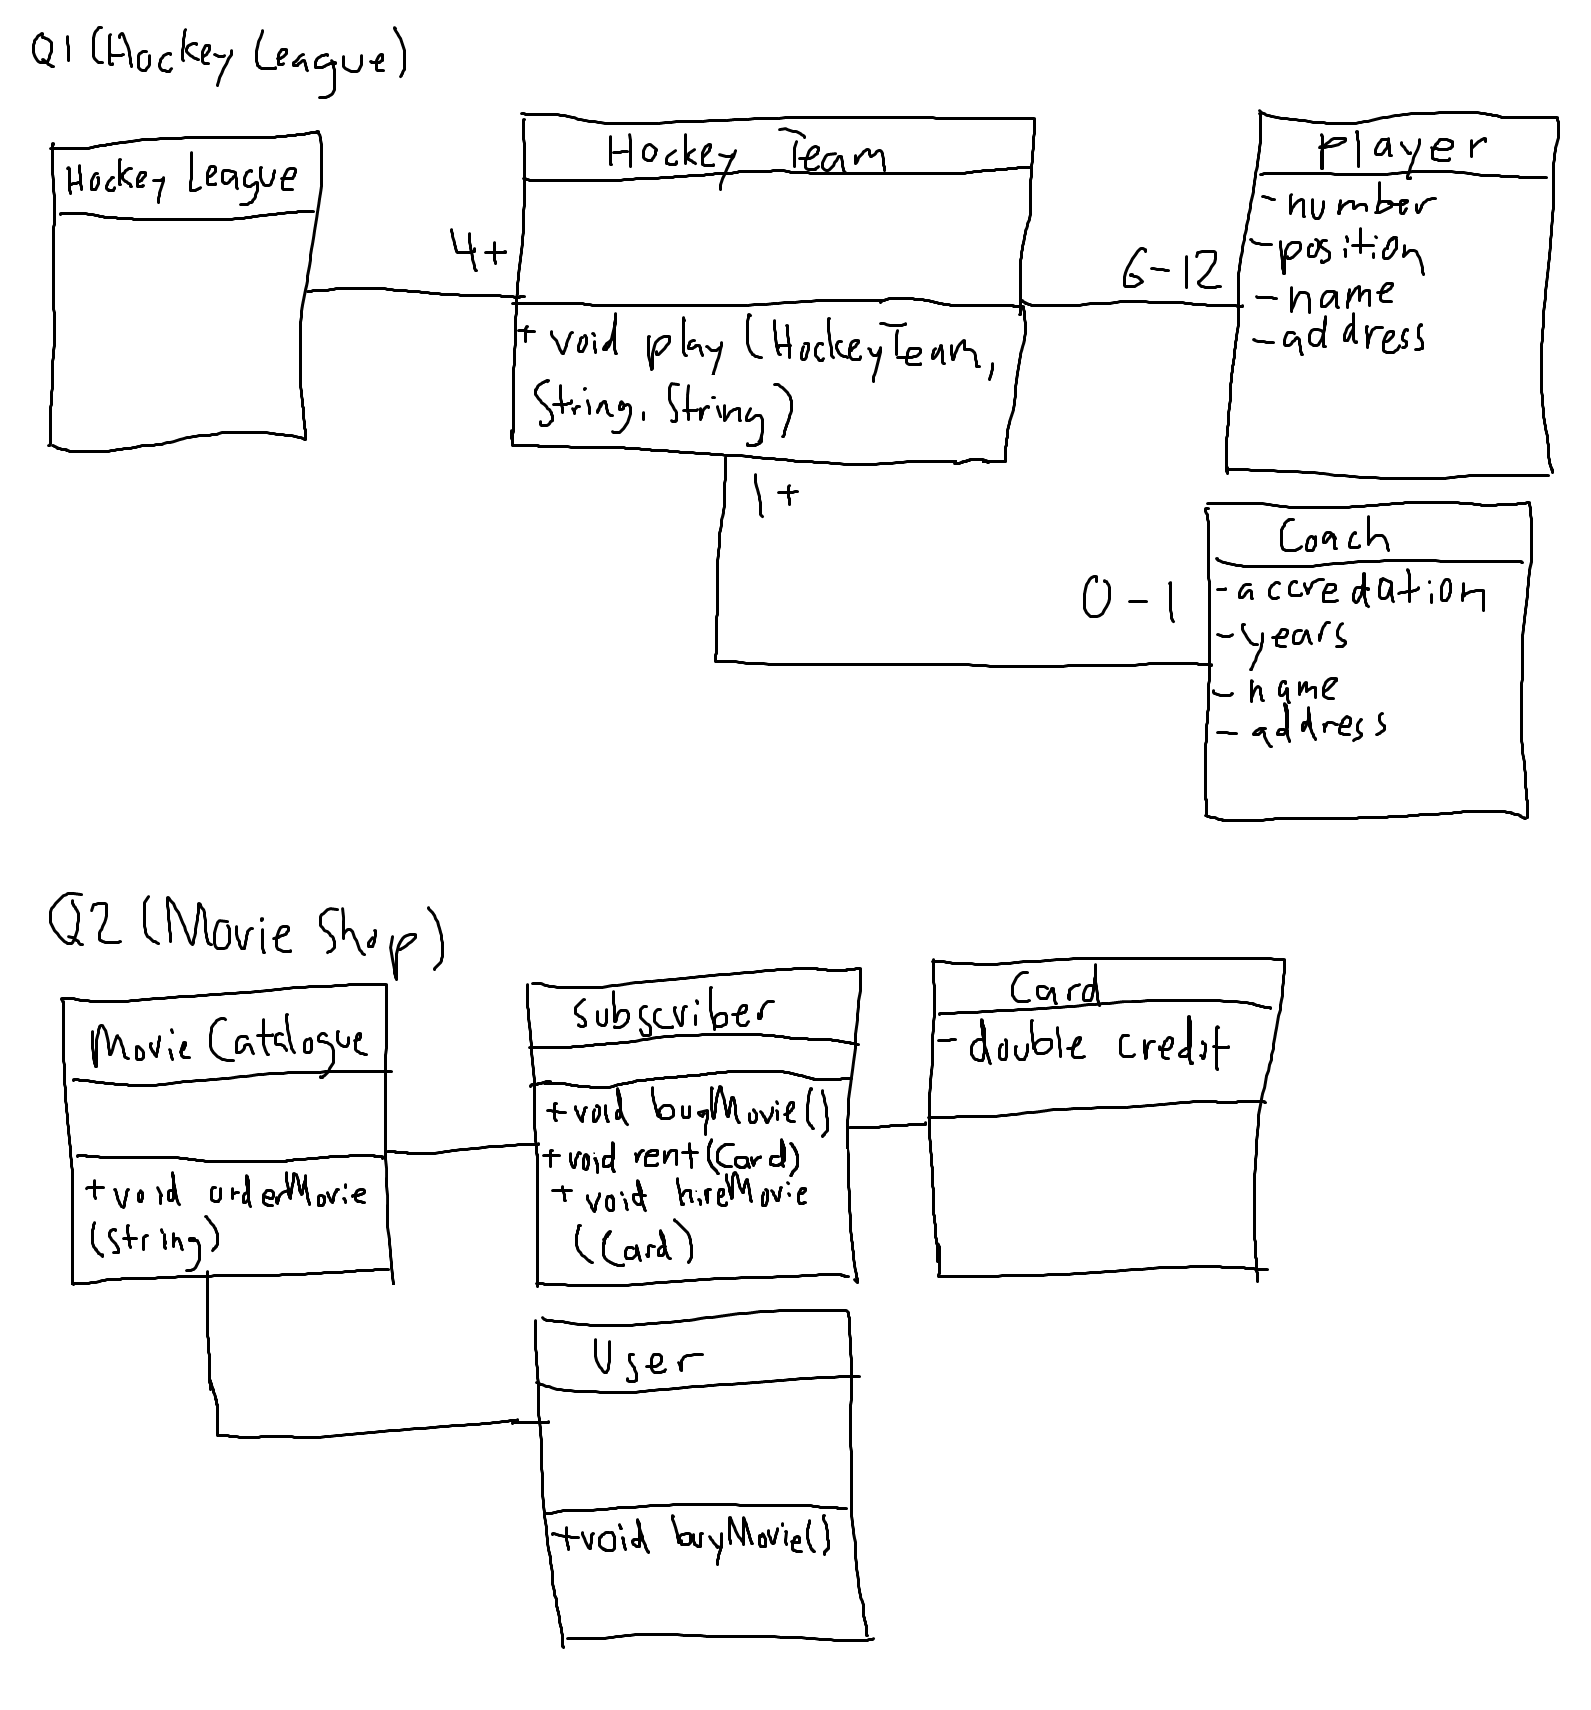 Q1 (Hockey League)
Hockey League
4+
Hockey Team
+ void play (HockeyTeam,
String, String)
1+
6-12
Player
- number
- position
- name
- address
0-1
Coach
- accredation
- years
- name
- address
Q2 (Movie Shop)
Movie Catalogue
+ void orderMovie
(String)
Subscriber
+ void buyMovie()
+ void rent(Card)
+ void hireMovie
(Card)
Card
- double credit
User
+void buyMovie()